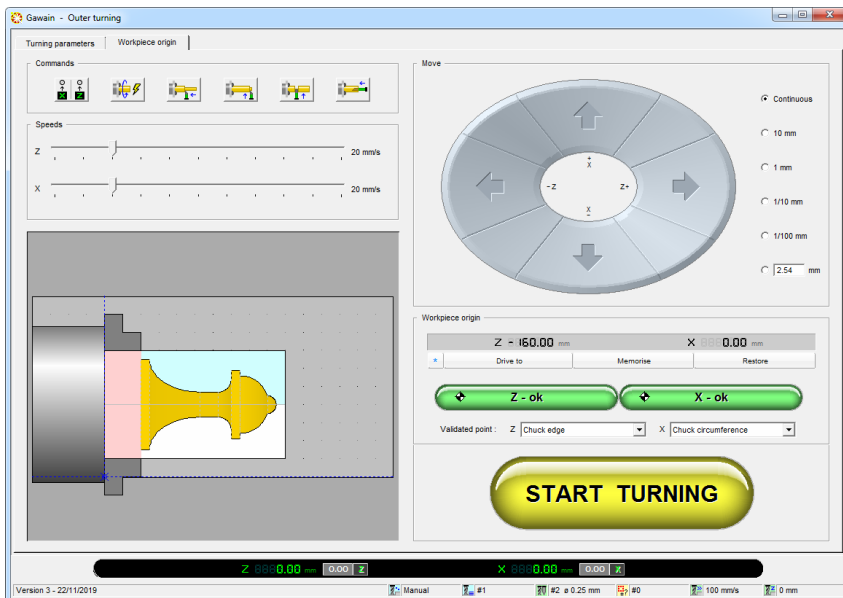 Gawain - Outer turning
Turning parameters
Workpiece origin
Commands
X Z
Speeds
Z 20 mm/s
X 20 mm/s
Move
+
X
- Z Z+
X
-
Continuous
10 mm
1 mm
1/10 mm
1/100 mm
2.54 mm
Workpiece origin
Z - 160.00 mm X 0.00 mm
* Drive to Memorise Restore
Z - ok X - ok
Validated point : Z Chuck edge X Chuck circumference
START TURNING
Z 0.00 mm 0.00 Z X 0.00 mm 0.00 X
Version 3 - 22/11/2019 Manual #1 #2 ø 0.25 mm #0 100 mm/s 0 mm